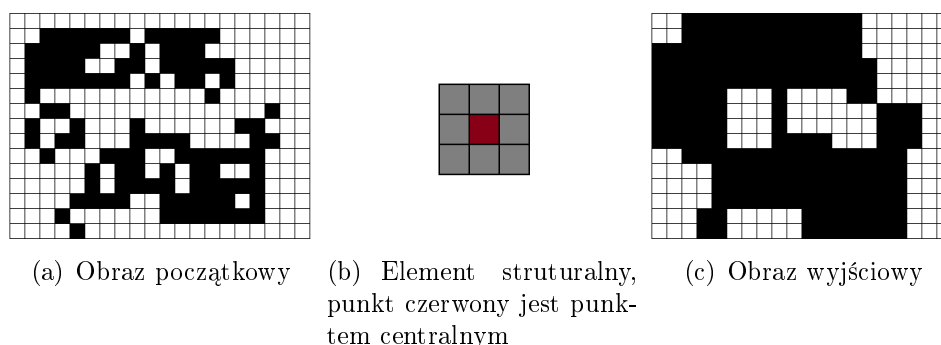 (a) Obraz początkowy
(b) Element struturalny,
punkt czerwony jest punk-
tem centralnym
(c) Obraz wyjściowy